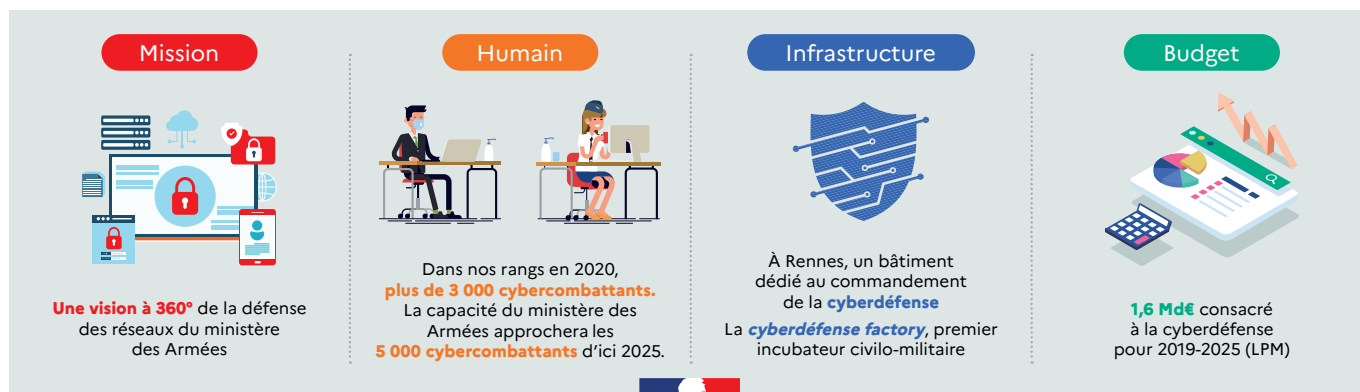 Mission
Une vision à 360° de la défense
des réseaux du ministère
des Armées
Humain
Dans nos rangs en 2020,
plus de 3 000 cybercombattants.
La capacité du ministère des
Armées approchera les
5 000 cybercombattants d'ici 2025.
Infrastructure
À Rennes, un bâtiment
dédié au commandement
de la cyberdéfense
La cyberdéfense factory, premier
incubateur civilo-militaire
Budget
1,6 Md€ consacré
à la cyberdéfense
pour 2019-2025 (LPM)